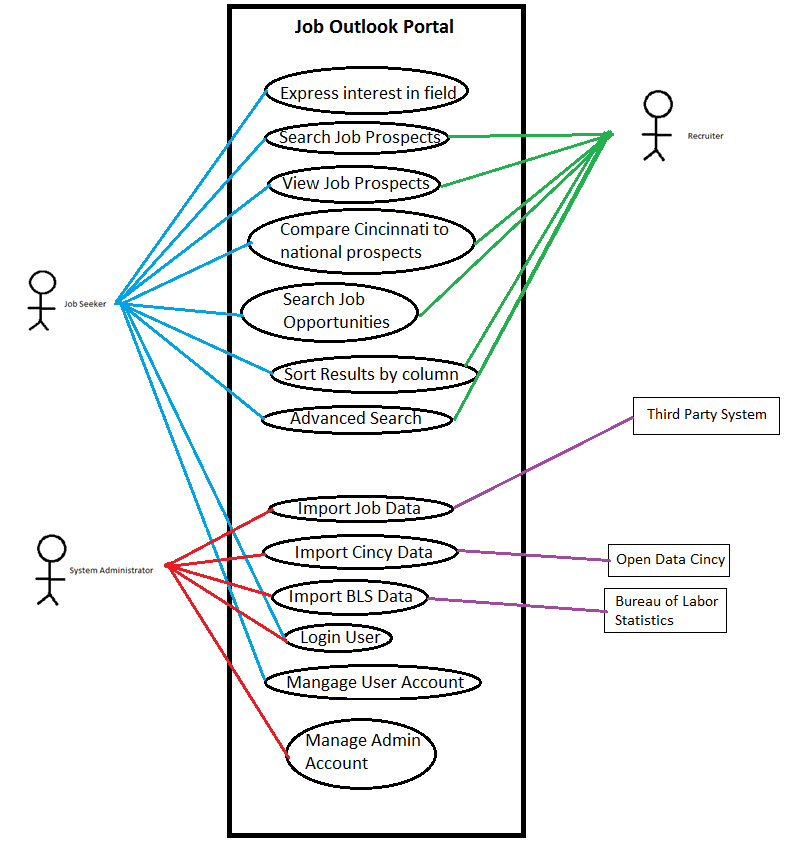 Job Outlook Portal
Express interest in field
Search Job Prospects
Recruiter
View Job Prospects
Compare Cincinnati to
national prospects
Job Seeker
Search Job
Opportunities
Sort Results by column
Advanced Search
Third Party System
Import Job Data
System Administrator
Import Cincy Data
Open Data Cincy
Import BLS Data
Bureau of Labor
Statistics
Login User
Mangage User Account
Manage Admin
Account